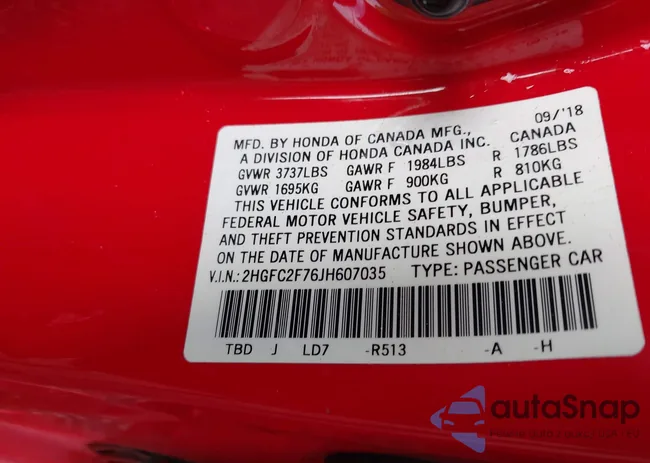 MFD. BY HONDA OF CANADA MFG., 09/'18
A DIVISION OF HONDA CANADA INC. CANADA
GVWR 3737LBS GAWR F 1984LBS R 1786LBS
GVWR 1695KG GAWR F 900KG R 810KG
THIS VEHICLE CONFORMS TO ALL APPLICABLE
FEDERAL MOTOR VEHICLE SAFETY, BUMPER,
AND THEFT PREVENTION STANDARDS IN EFFECT
ON THE DATE OF MANUFACTURE SHOWN ABOVE.
V.I.N.:2HGFC2F76JH607035 TYPE: PASSENGER CAR
TBD J LD7 -R513 -A -H
autoSnap